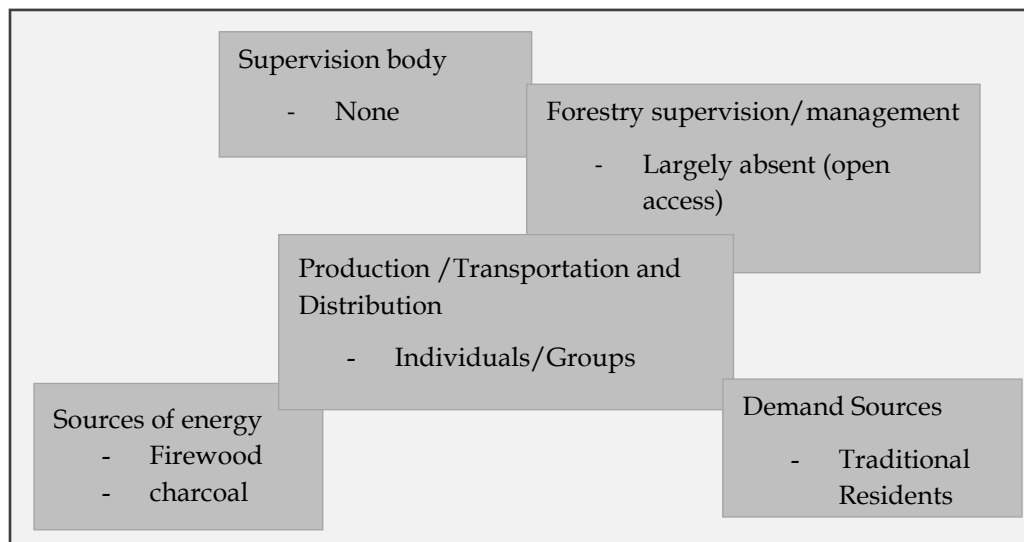 Supervision body
- None
Forestry supervision/management
- Largely absent (open
access)
Production /Transportation and
Distribution
- Individuals/Groups
Sources of energy
- Firewood
- charcoal
Demand Sources
- Traditional
Residents